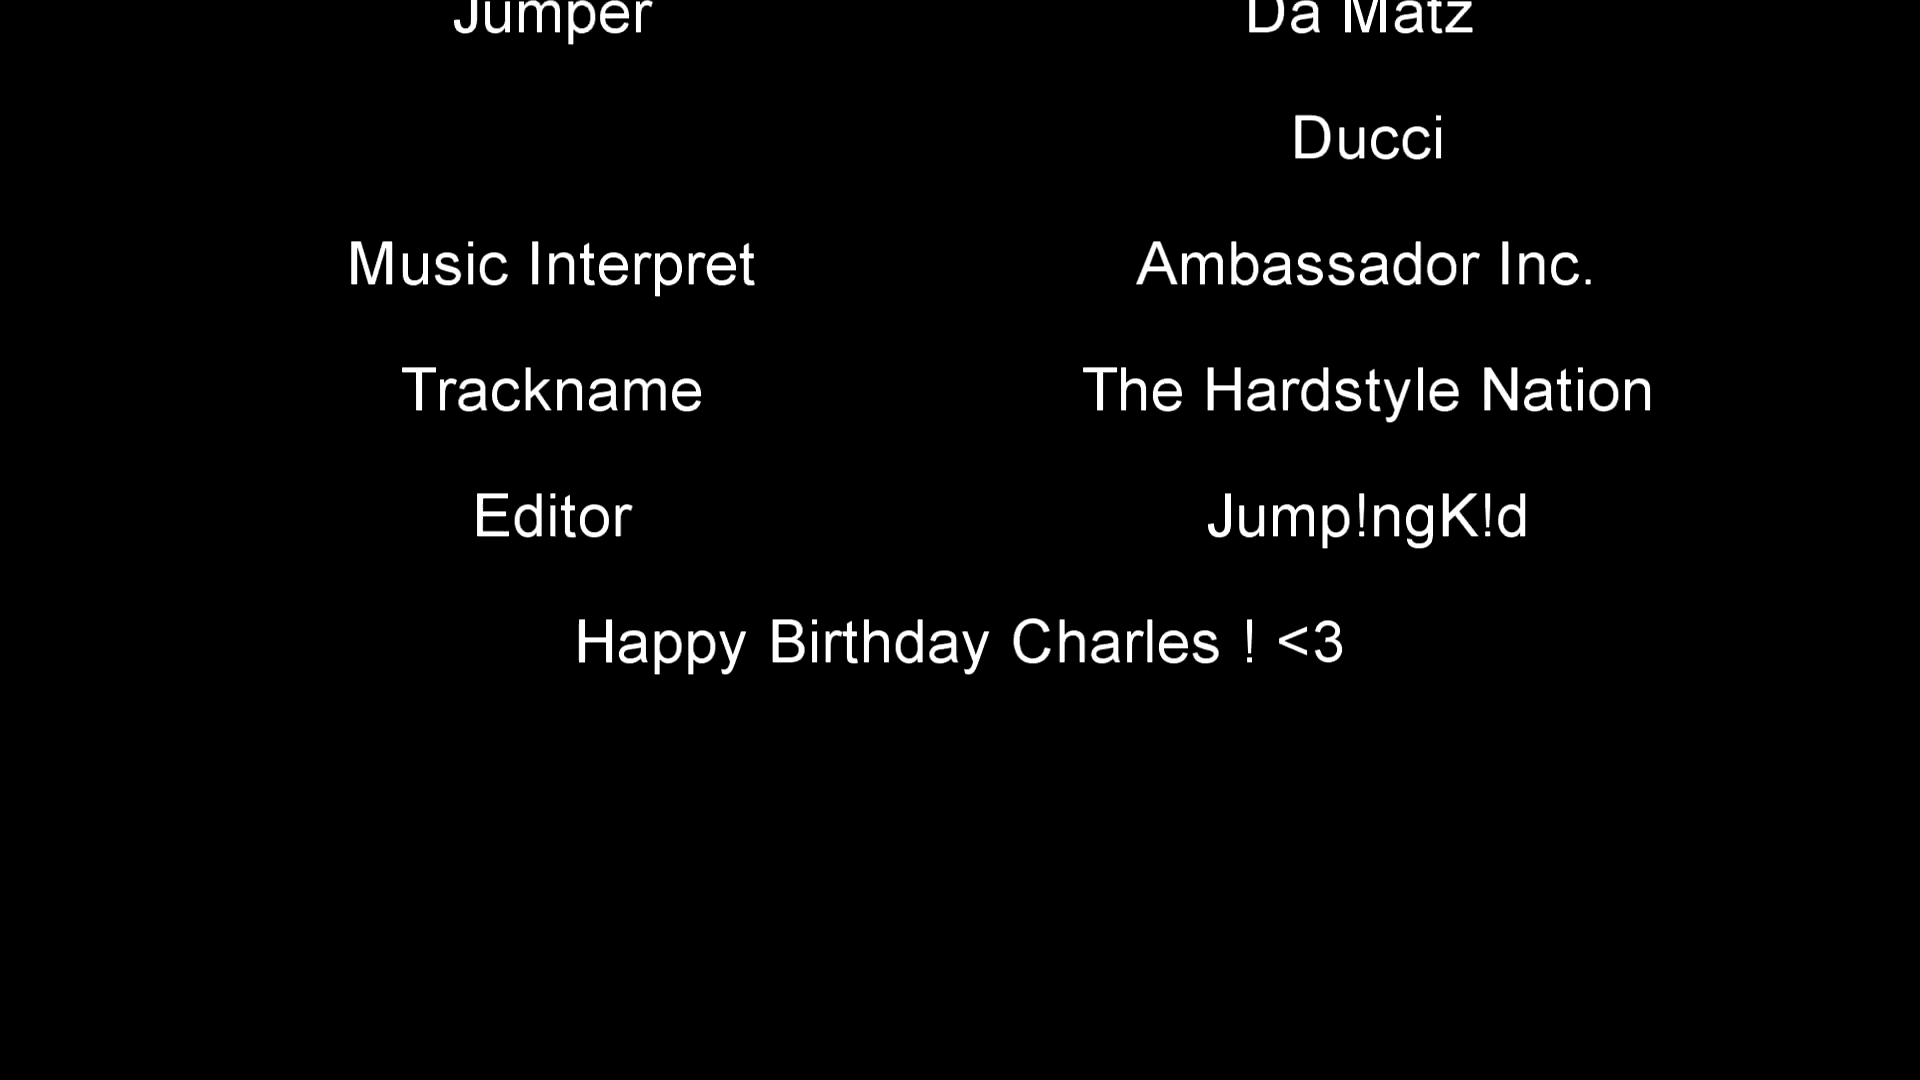 Jumper Da Matz
Ducci
Music Interpret Ambassador Inc.
Trackname The Hardstyle Nation
Editor Jump!ngK!d
Happy Birthday Charles ! <3